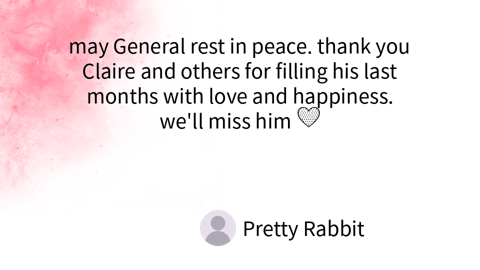 may General rest in peace. thank you
Claire and others for filling his last
months with love and happiness.
we'll miss him 
Pretty Rabbit